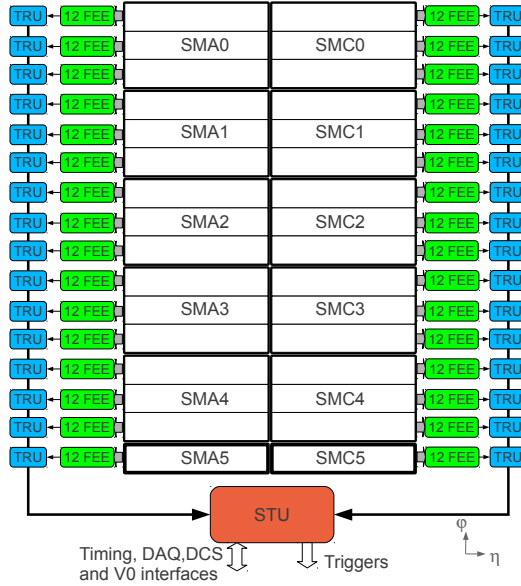 TRU 12 FEE 12 FEE TRU
TRU 12 FEE SMA0 SMC0 12 FEE TRU
TRU 12 FEE 12 FEE TRU
TRU 12 FEE 12 FEE TRU
TRU 12 FEE SMA1 SMC1 12 FEE TRU
TRU 12 FEE 12 FEE TRU
TRU 12 FEE 12 FEE TRU
TRU 12 FEE SMA2 SMC2 12 FEE TRU
TRU 12 FEE 12 FEE TRU
TRU 12 FEE 12 FEE TRU
TRU 12 FEE SMA3 SMC3 12 FEE TRU
TRU 12 FEE 12 FEE TRU
TRU 12 FEE 12 FEE TRU
TRU 12 FEE SMA4 SMC4 12 FEE TRU
TRU 12 FEE 12 FEE TRU
TRU 12 FEE SMA5 SMC5 12 FEE TRU
STU
φ
η
Timing, DAQ,DCS
and V0 interfaces
Triggers